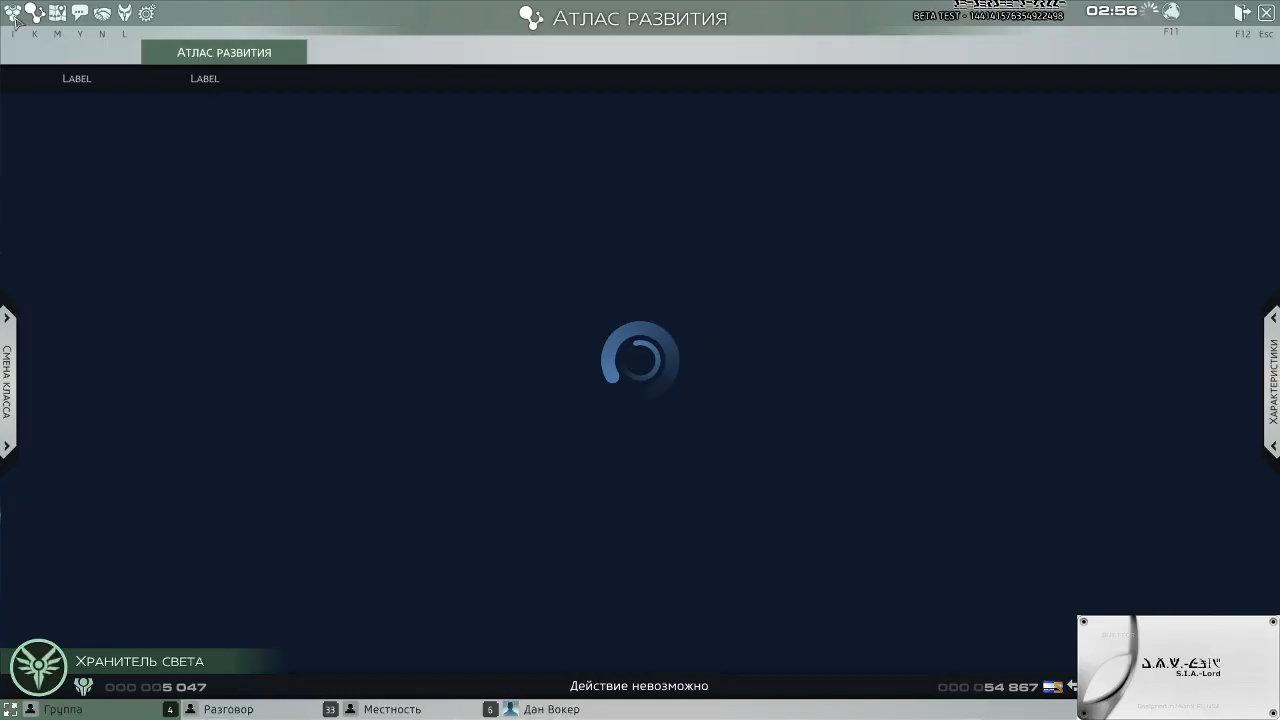 Атлас развития
BETA TEST - 144141576354922498
02:56
I K M Y N L
F11
F12 Esc
Атлас развития
Label Label
Смена класса
Характеристики
Хранитель света
000 005 047
Действие невозможно
000 054 867
S.I.A.-Lord
Группа
4 Разговор
33 Местность
6 Дан Вокер